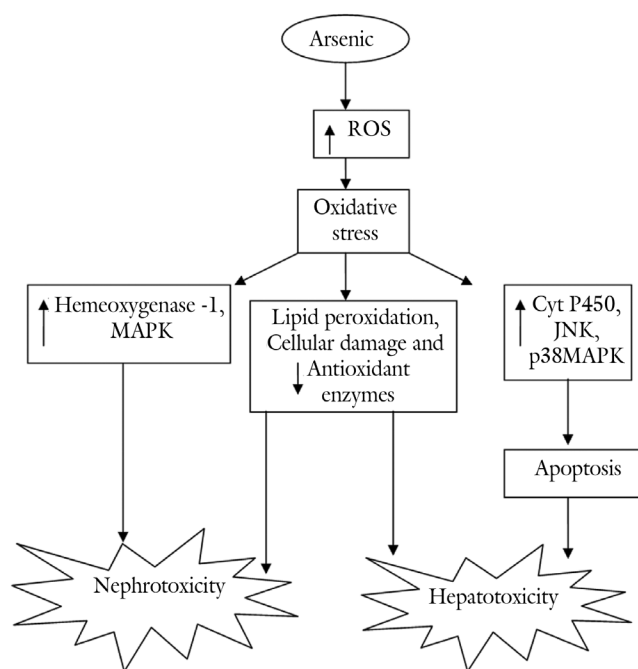 Arsenic
ROS
Oxidative
stress
Hemeoxygenase -1,
MAPK
Lipid peroxidation,
Cellular damage and
Antioxidant
enzymes
Cyt P450,
JNK,
p38MAPK
Apoptosis
Nephrotoxicity
Hepatotoxicity